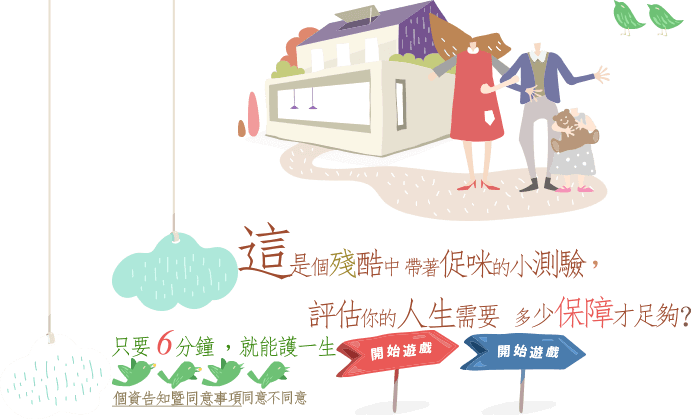 這是個殘酷中 帶著促咪的小測驗，
評估你的人生需要 多少保障才足夠?
只要 6 分鐘，就能護一生
開始遊戲
開始遊戲
個資告知暨同意事項同意不同意